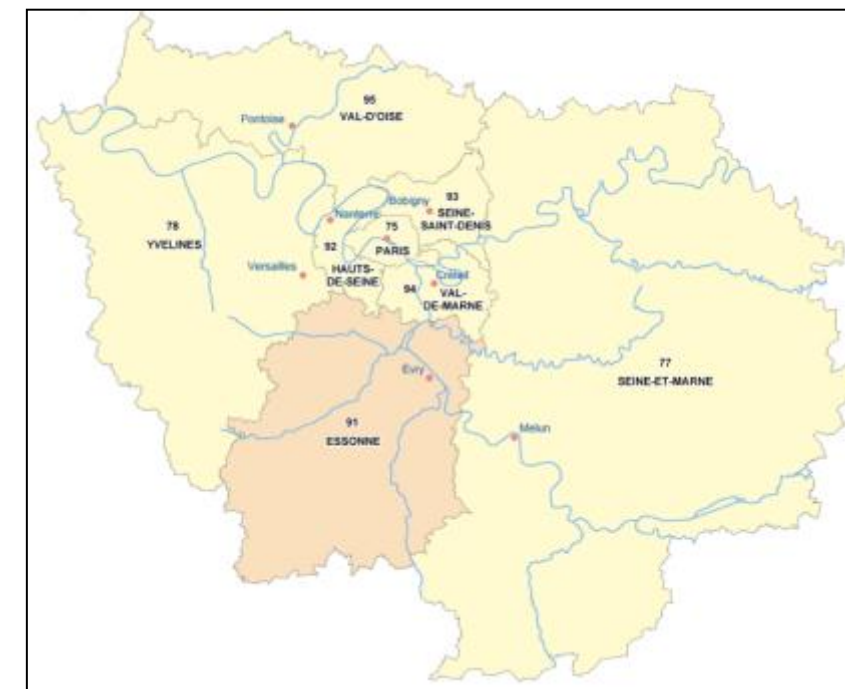 95
VAL-D'OISE
Pontoise
78
YVELINES
Nanterre
Bobigny
93
SEINE-
SAINT-DENIS
75
PARIS
92
HAUTS-
DE-SEINE
Versailles
Créteil
94
VAL-
DE-MARNE
77
SEINE-ET-MARNE
Evry
91
ESSONNE
Melun